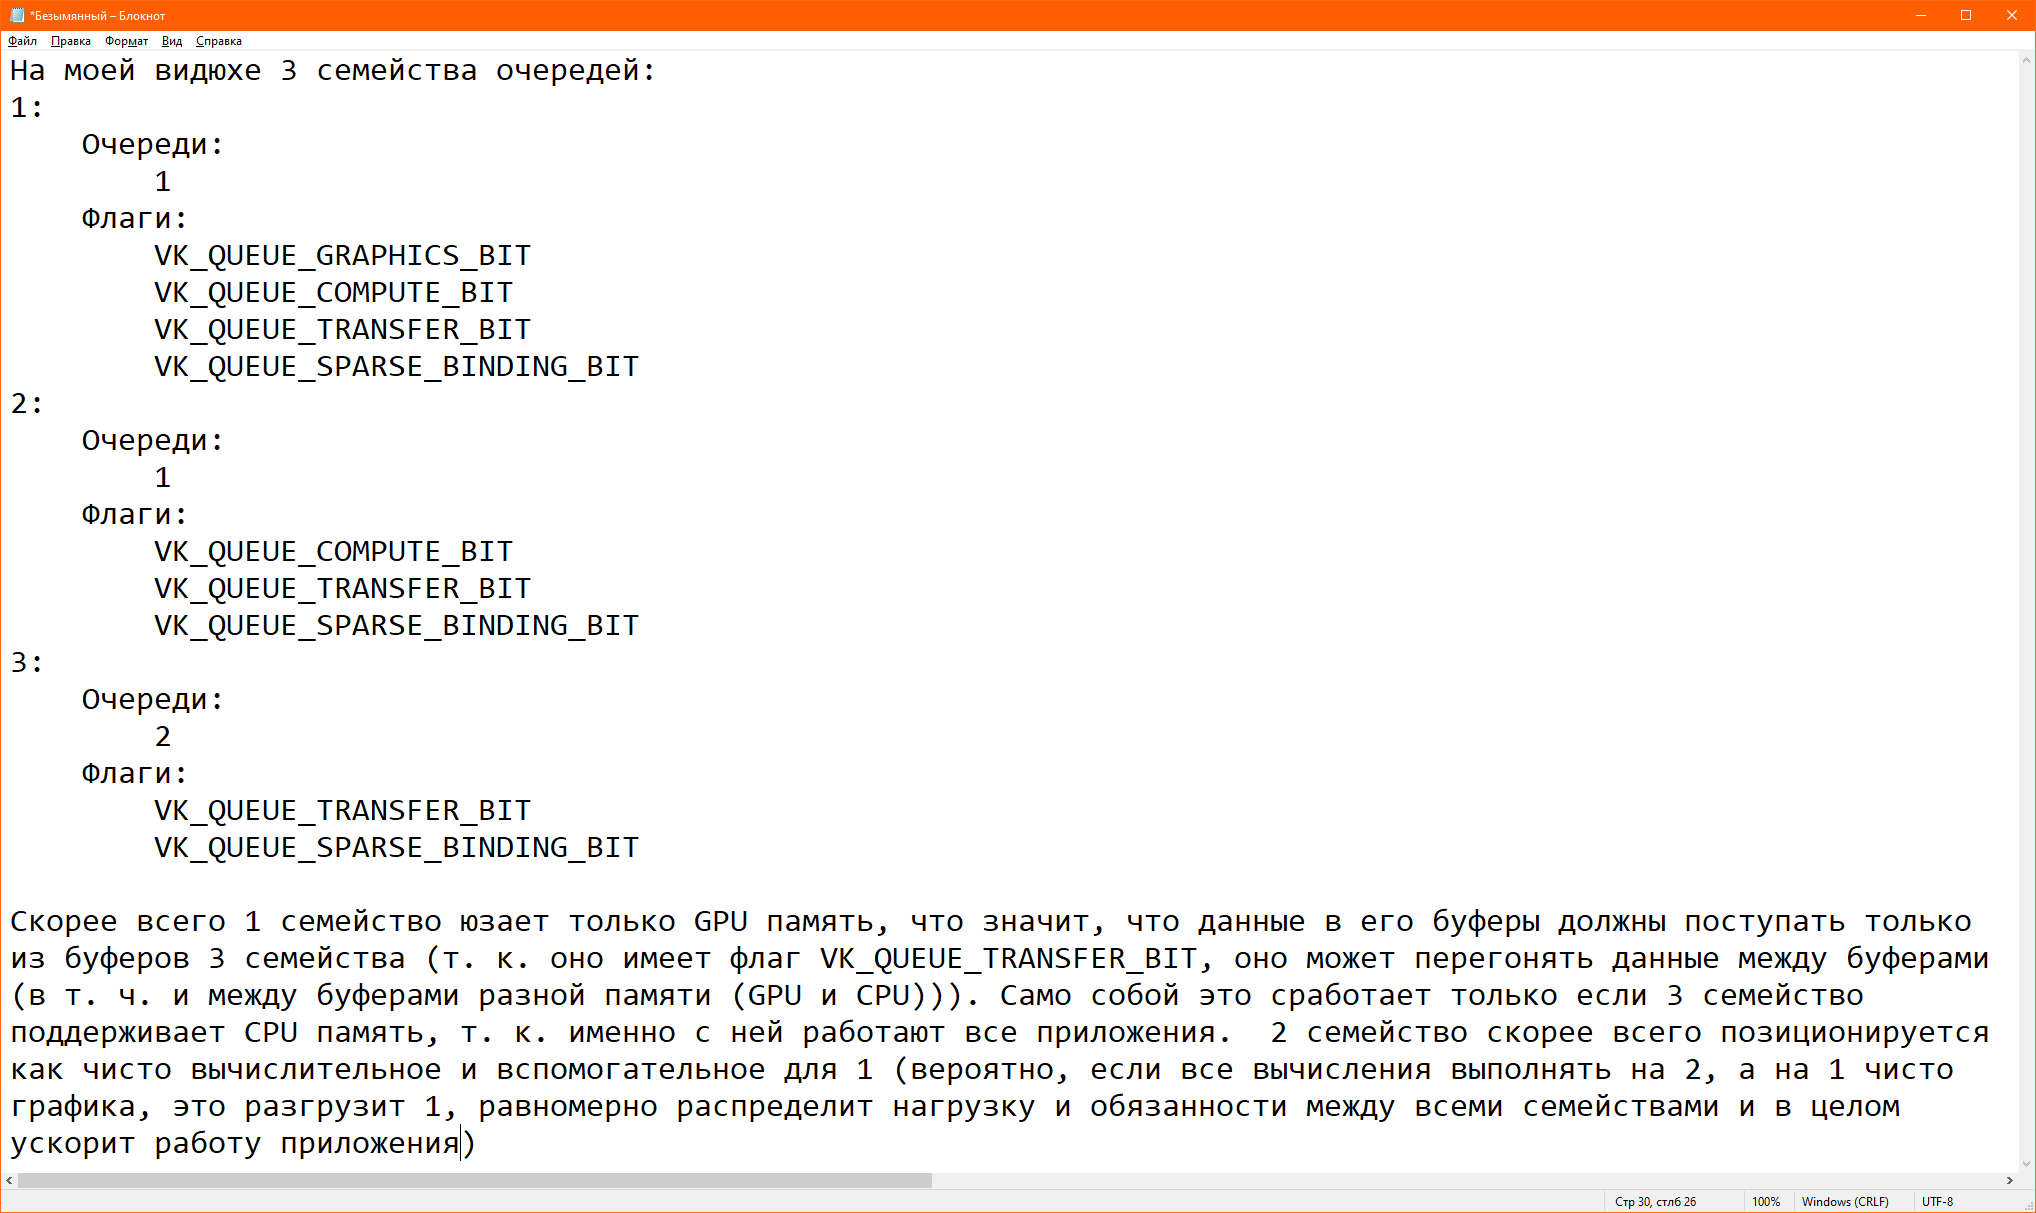 *Безымянный – Блокнот
Файл Правка Формат Вид Справка
На моей видюхе 3 семейства очередей:
1:
Очереди:
1
Флаги:
VK_QUEUE_GRAPHICS_BIT
VK_QUEUE_COMPUTE_BIT
VK_QUEUE_TRANSFER_BIT
VK_QUEUE_SPARSE_BINDING_BIT
2:
Очереди:
1
Флаги:
VK_QUEUE_COMPUTE_BIT
VK_QUEUE_TRANSFER_BIT
VK_QUEUE_SPARSE_BINDING_BIT
3:
Очереди:
2
Флаги:
VK_QUEUE_TRANSFER_BIT
VK_QUEUE_SPARSE_BINDING_BIT
Скорее всего 1 семейство юзает только GPU память, что значит, что данные в его буферы должны поступать только
из буферов 3 семейства (т. к. оно имеет флаг VK_QUEUE_TRANSFER_BIT, оно может перегонять данные между буферами
(в т. ч. и между буферами разной памяти (GPU и CPU))). Само собой это сработает только если 3 семейство
поддерживает CPU память, т. к. именно с ней работают все приложения.  2 семейство скорее всего позиционируется
как чисто вычислительное и вспомогательное для 1 (вероятно, если все вычисления выполнять на 2, а на 1 чисто
графика, это разгрузит 1, равномерно распределит нагрузку и обязанности между всеми семействами и в целом
ускорит работу приложения)
Стр 30, стлб 26 100% Windows (CRLF) UTF-8